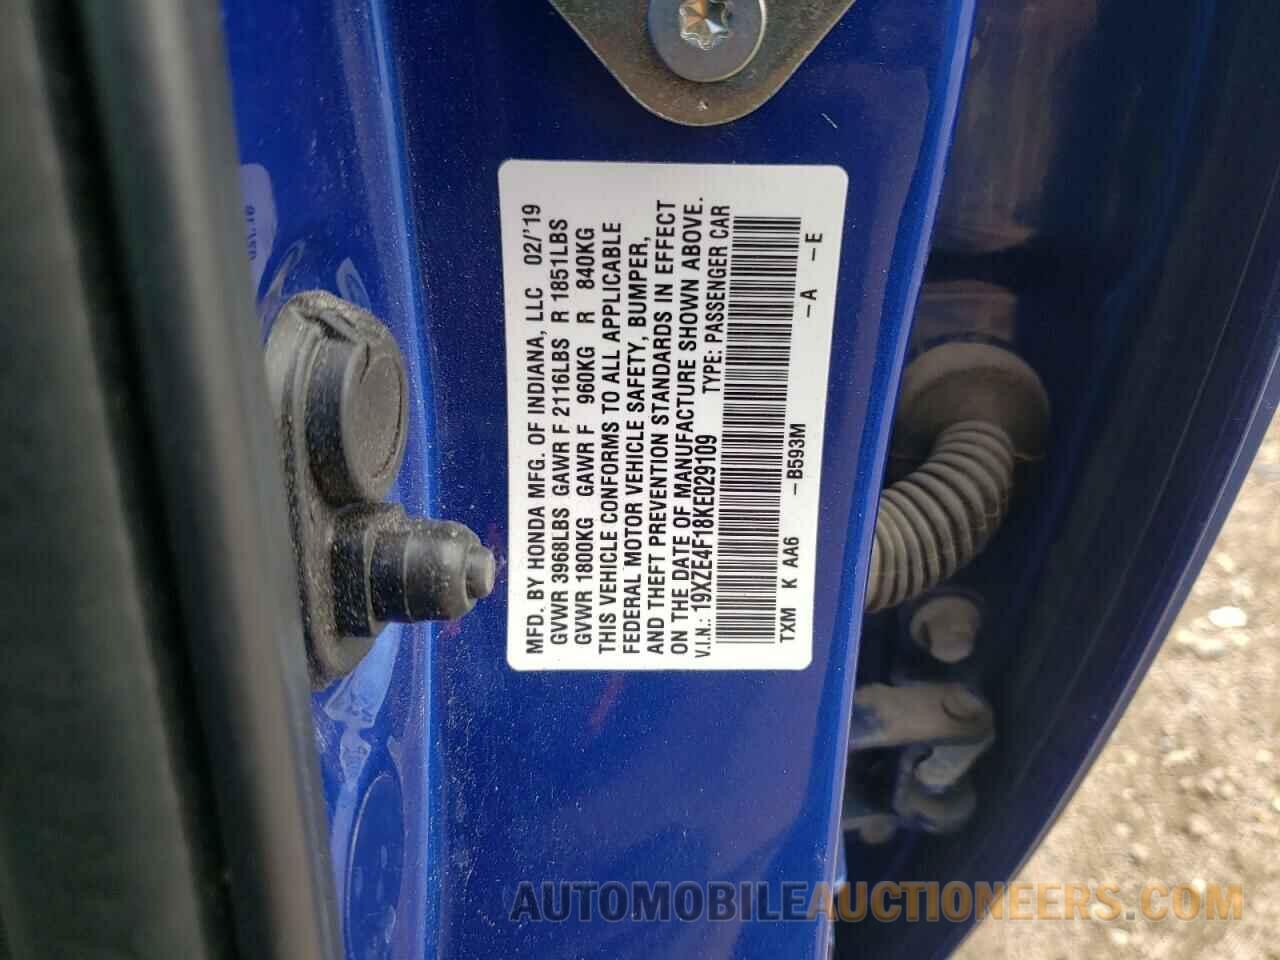 MFD. BY HONDA MFG. OF INDIANA, LLC 02/'19
GVWR 3968LBS GAWR F 2116LBS R 1851LBS
GVWR 1800KG GAWR F 960KG R 840KG
THIS VEHICLE CONFORMS TO ALL APPLICABLE
FEDERAL MOTOR VEHICLE SAFETY, BUMPER,
AND THEFT PREVENTION STANDARDS IN EFFECT
ON THE DATE OF MANUFACTURE SHOWN ABOVE.
V.I.N.: 19XZE4F18KE029109 TYPE: PASSENGER CAR
TXM K AA6 -B593M -A -E
AUTOMOBILEAUCTIONEERS.COM